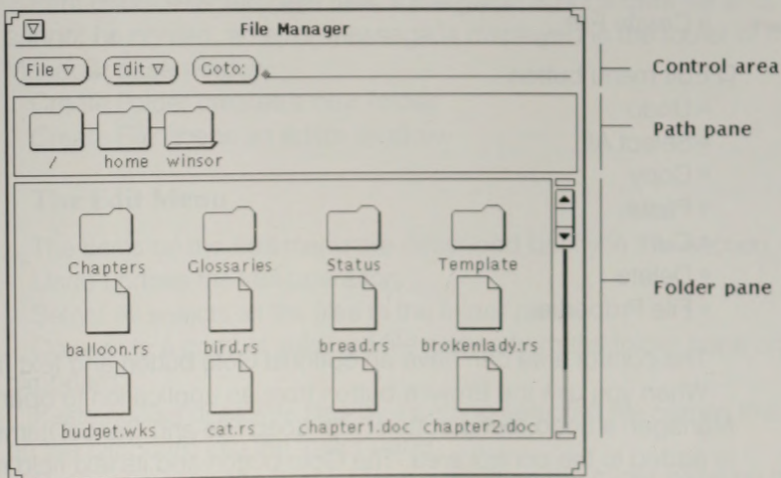 File Manager
File Edit Goto:
Control area
/ home winsor
Path pane
Chapters Glossaries Status Template
Folder pane
balloon.rs bird.rs bread.rs brokenlady.rs
budget.wks cat.rs chapter1.doc chapter2.doc